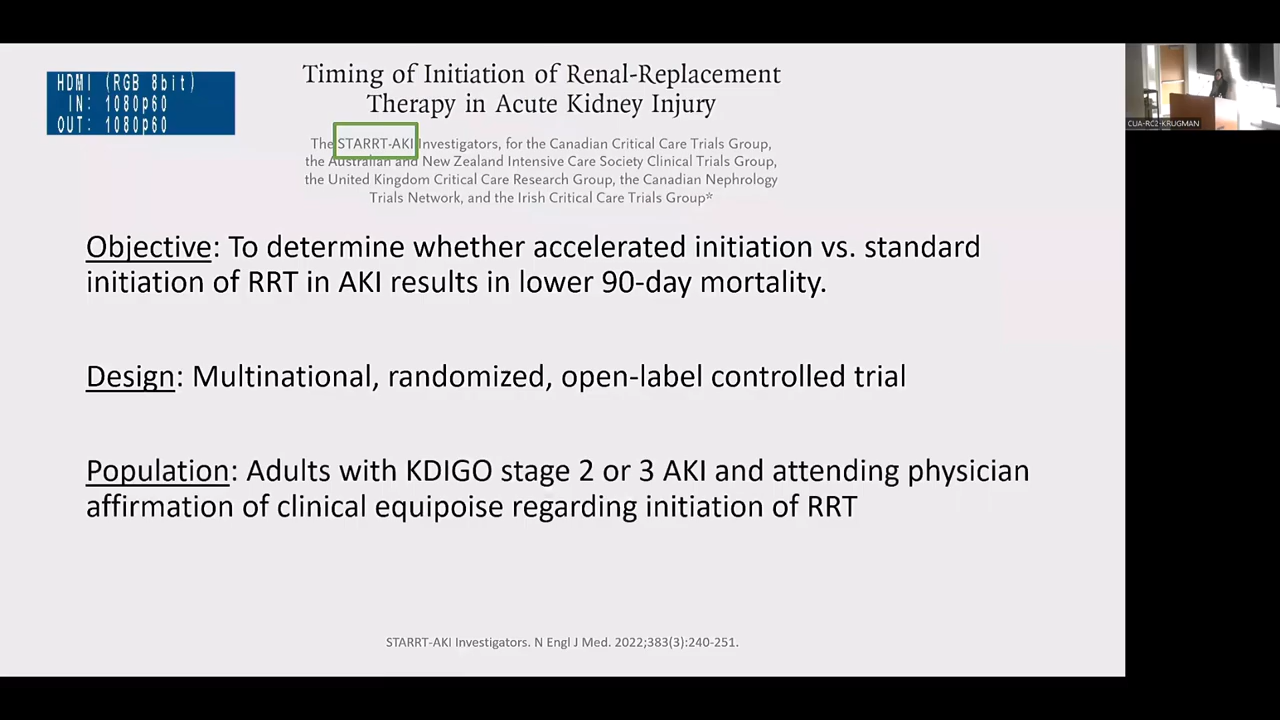 HDMI (RGB 8bit)
IN: 1080p60
OUT: 1080p60
Timing of Initiation of Renal-Replacement
Therapy in Acute Kidney Injury
The STARRT-AKI Investigators, for the Canadian Critical Care Trials Group,
the Australian and New Zealand Intensive Care Society Clinical Trials Group,
the United Kingdom Critical Care Research Group, the Canadian Nephrology
Trials Network, and the Irish Critical Care Trials Group*
Objective: To determine whether accelerated initiation vs. standard
initiation of RRT in AKI results in lower 90-day mortality.
Design: Multinational, randomized, open-label controlled trial
Population: Adults with KDIGO stage 2 or 3 AKI and attending physician
affirmation of clinical equipoise regarding initiation of RRT
STARRT-AKI Investigators. N Engl J Med. 2022;383(3):240-251.
CUA-RC2-KRUGMAN